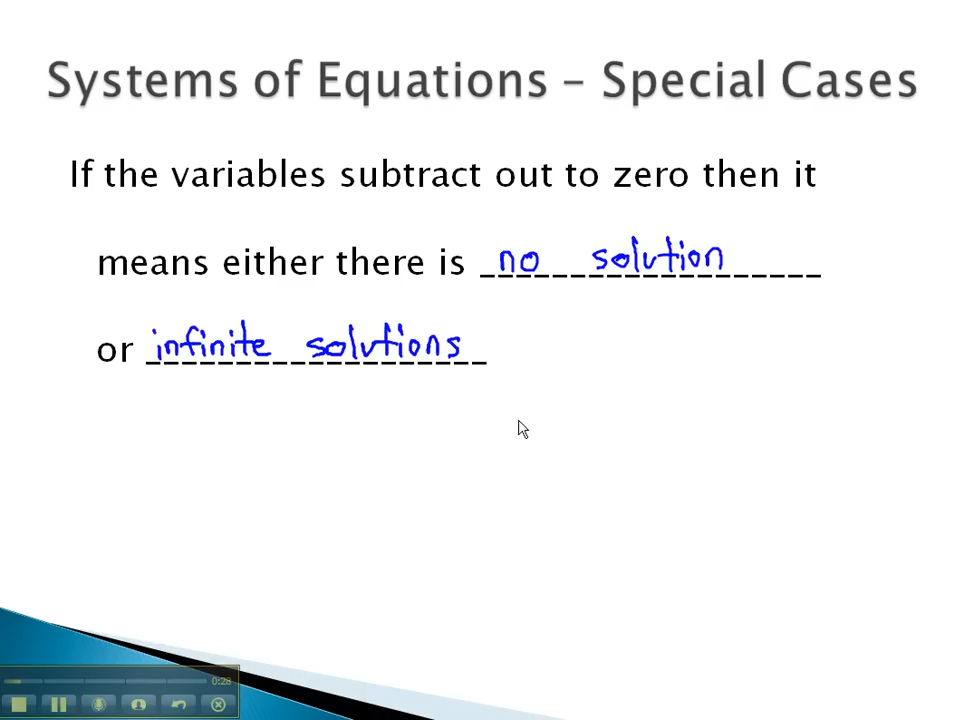 Systems of Equations – Special Cases
If the variables subtract out to zero then it
means either there is no solution
or infinite solutions
0:28